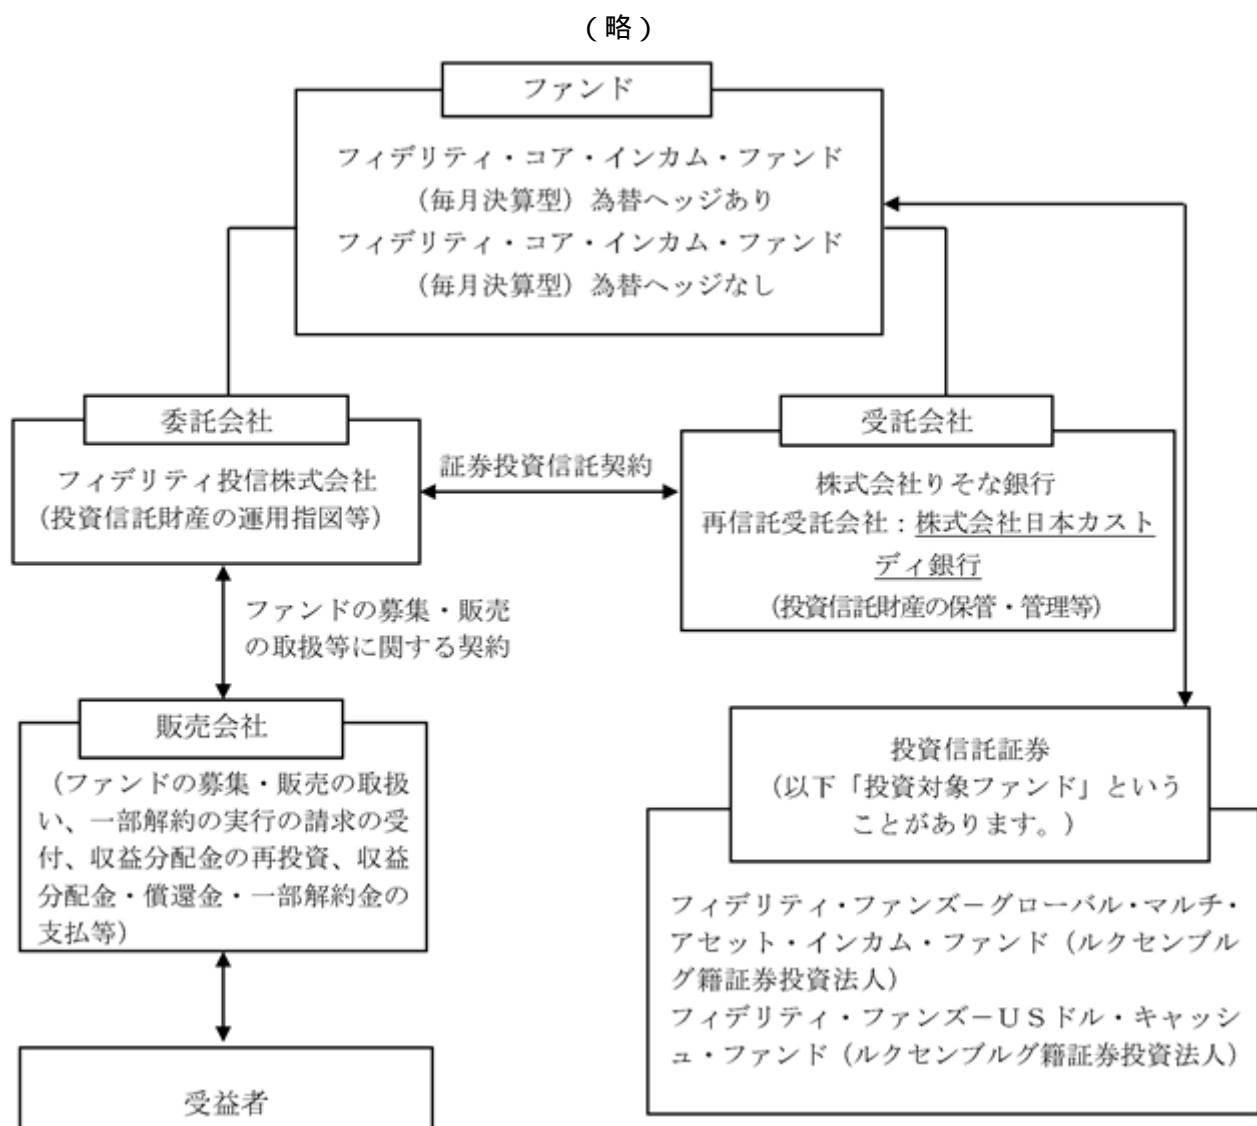 （略）
ファンド
フィデリティ・コア・インカム・ファンド
（毎月決算型）為替ヘッジあり
フィデリティ・コア・インカム・ファンド
（毎月決算型）為替ヘッジなし
委託会社
フィデリティ投信株式会社
（投資信託財産の運用指図等）
証券投資信託契約
受託会社
株式会社りそな銀行
再信託受託会社：株式会社日本カスト
ディ銀行
（投資信託財産の保管・管理等）
ファンドの募集・販売
の取扱等に関する契約
販売会社
（ファンドの募集・販売の取扱
い、一部解約の実行の請求の受
付、収益分配金の再投資、収益
分配金・償還金・一部解約金の
支払等）
受益者
投資信託証券
（以下「投資対象ファンド」という
ことがあります。）
フィデリティ・ファンズ－グローバル・マルチ・
アセット・インカム・ファンド（ルクセンブル
グ籍証券投資法人）
フィデリティ・ファンズ－ＵＳドル・キャッシ
ュ・ファンド（ルクセンブルグ籍証券投資法人）